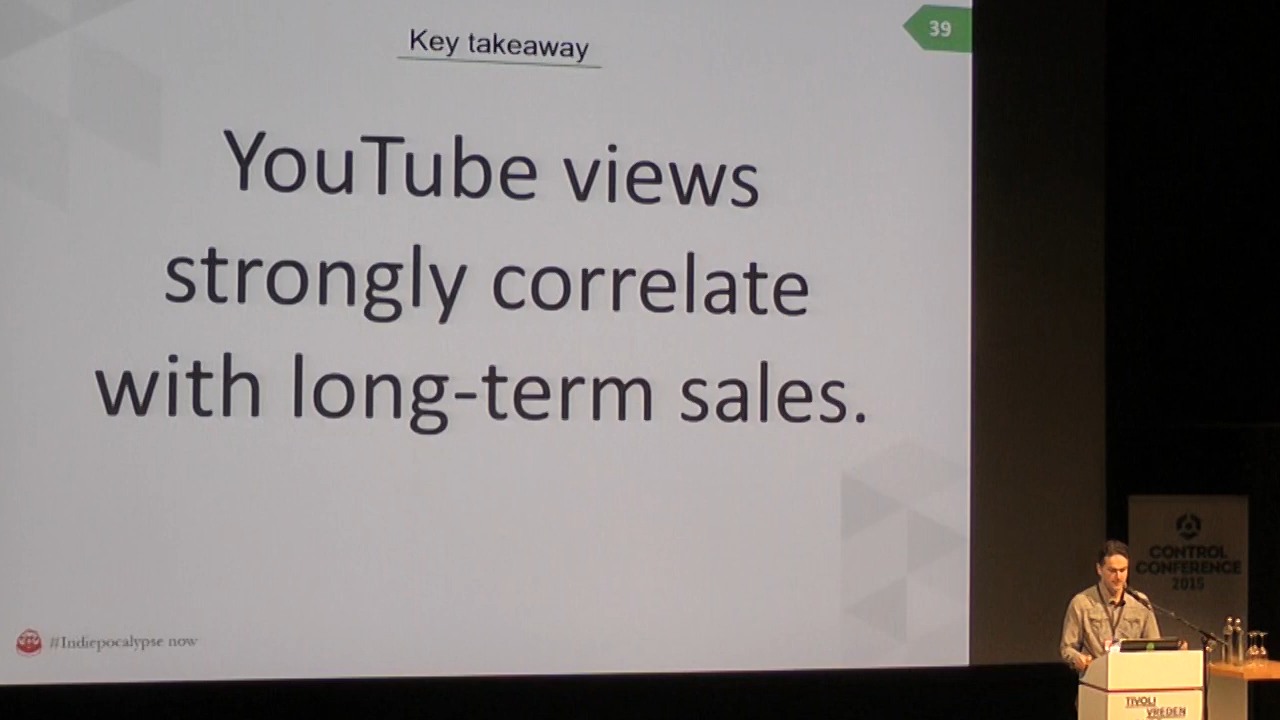 Key takeaway
39
YouTube views
strongly correlate
with long-term sales.
#Indiepocalypse now
CONTROL
CONFERENCE
2015
TIVOLI
VREDEN